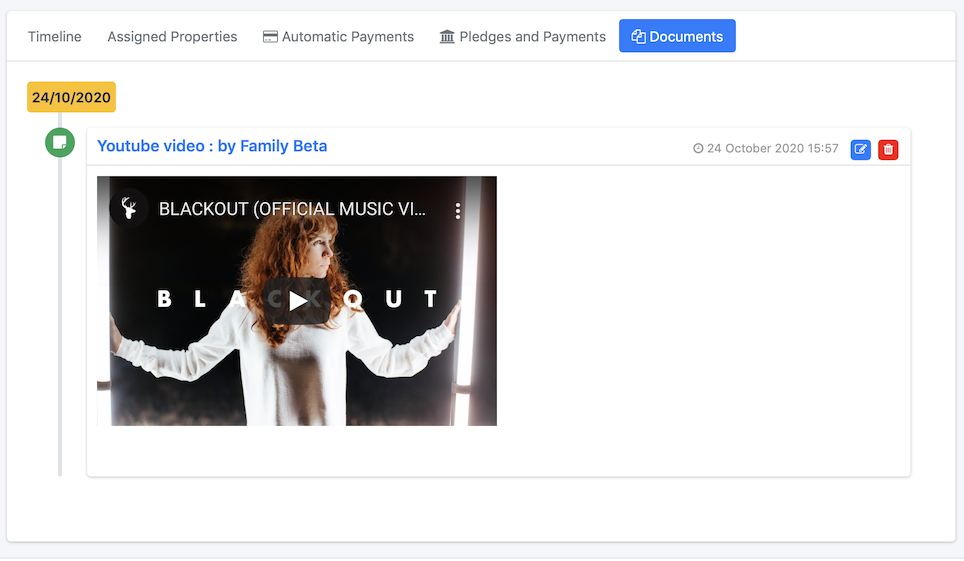 Timeline Assigned Properties Automatic Payments Pledges and Payments Documents
24/10/2020
Youtube video : by Family Beta 24 October 2020 15:57
BLACKOUT (OFFICIAL MUSIC VI...
BLACKOUT